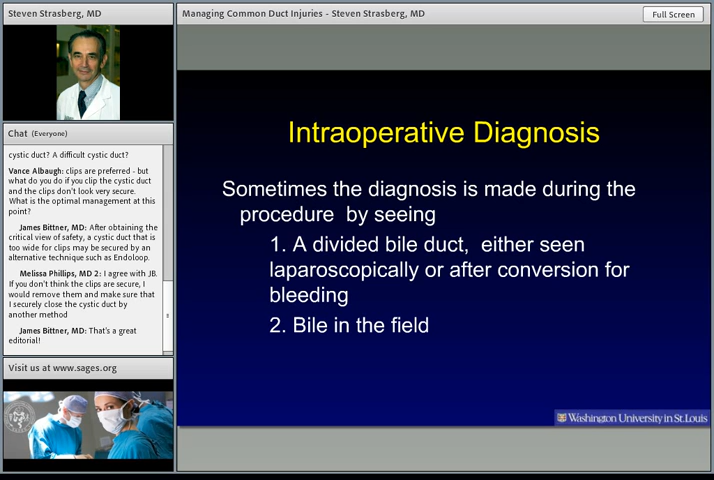 Steven Strasberg, MD
Managing Common Duct Injuries - Steven Strasberg, MD
Full Screen
Chat (Everyone)
cystic duct? A difficult cystic duct?
Vance Albaugh: clips are preferred - but
what do you do if you clip the cystic duct
and the clips don't look very secure.
What is the optimal management at this
point?
James Bittner, MD: After obtaining the
critical view of safety, a cystic duct that is
too wide for clips may be secured by an
alternative technique such as Endoloop.
Melissa Phillips, MD 2: I agree with JB.
If you don't think the clips are secure, I
would remove them and make sure that
I securely close the cystic duct by
another method
James Bittner, MD: That's a great
editorial!
Visit us at www.sages.org
Intraoperative Diagnosis
Sometimes the diagnosis is made during the
procedure by seeing
1. A divided bile duct, either seen
laparoscopically or after conversion for
bleeding
2. Bile in the field
Washington University in St. Louis